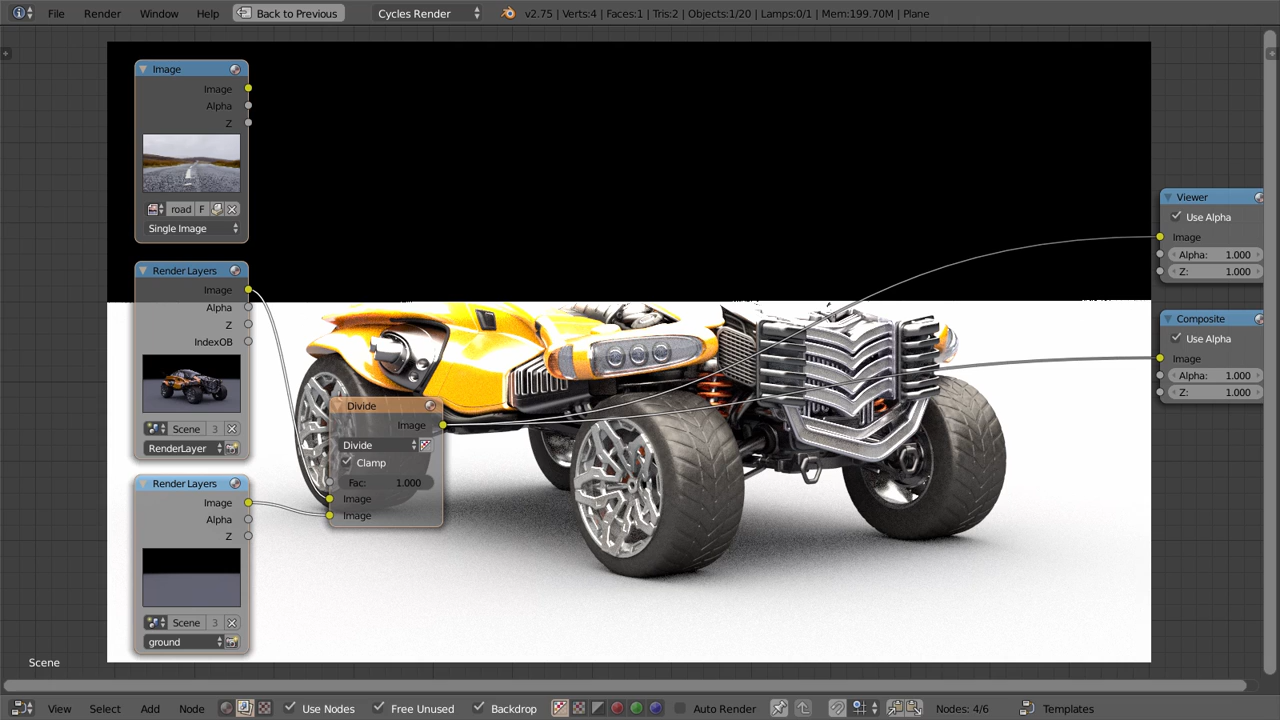 File Render Window Help Back to Previous Cycles Render v2.75 | Verts:4 | Faces:1 | Tris:2 | Objects:1/20 | Lamps:0/1 | Mem:199.70M | Plane
Image
Image
Alpha
Z
road F
Single Image
Render Layers
Image
Alpha
Z
IndexOB
Scene 3
RenderLayer
Render Layers
Image
Alpha
Z
Scene 3
ground
Divide
Image
Divide
Clamp
Fac: 1.000
Image
Image
Viewer
Use Alpha
Image
Alpha: 1.000
Z: 1.000
Composite
Use Alpha
Image
Alpha: 1.000
Z: 1.000
Scene
View Select Add Node Use Nodes Free Unused Backdrop Auto Render Nodes: 4/6 Templates